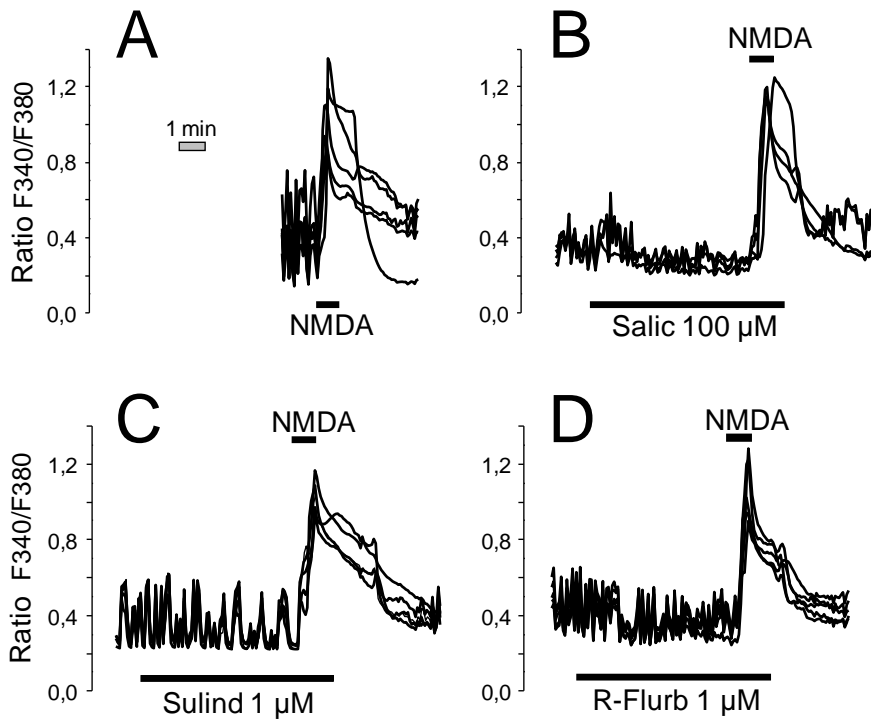 A
Ratio F340/F380
1,2
0,8
0,4
0,0
1 min
NMDA
B
NMDA
1,2
0,8
0,4
0,0
Salic 100 µM
C
Ratio F340/F380
1,2
0,8
0,4
0,0
NMDA
Sulind 1 µM
D
NMDA
1,2
0,8
0,4
0,0
R-Flurb 1 µM